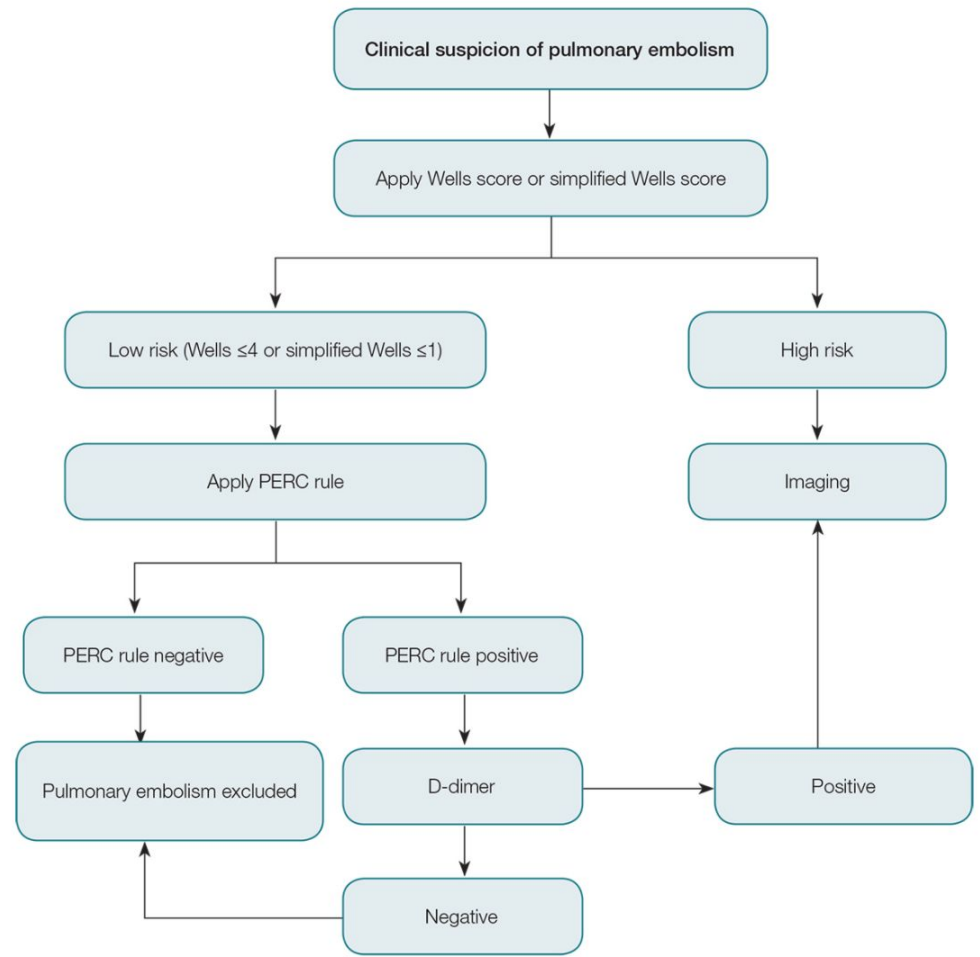 Clinical suspicion of pulmonary embolism
Apply Wells score or simplified Wells score
Low risk (Wells ≤4 or simplified Wells ≤1)
High risk
Apply PERC rule
Imaging
PERC rule negative
PERC rule positive
Pulmonary embolism excluded
D-dimer
Positive
Negative